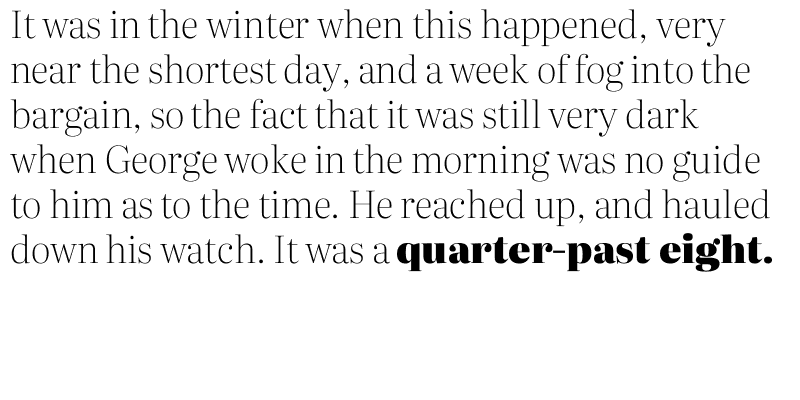 It was in the winter when this happened, very
near the shortest day, and a week of fog into the
bargain, so the fact that it was still very dark
when George woke in the morning was no guide
to him as to the time. He reached up, and hauled
down his watch. It was a quarter-past eight.